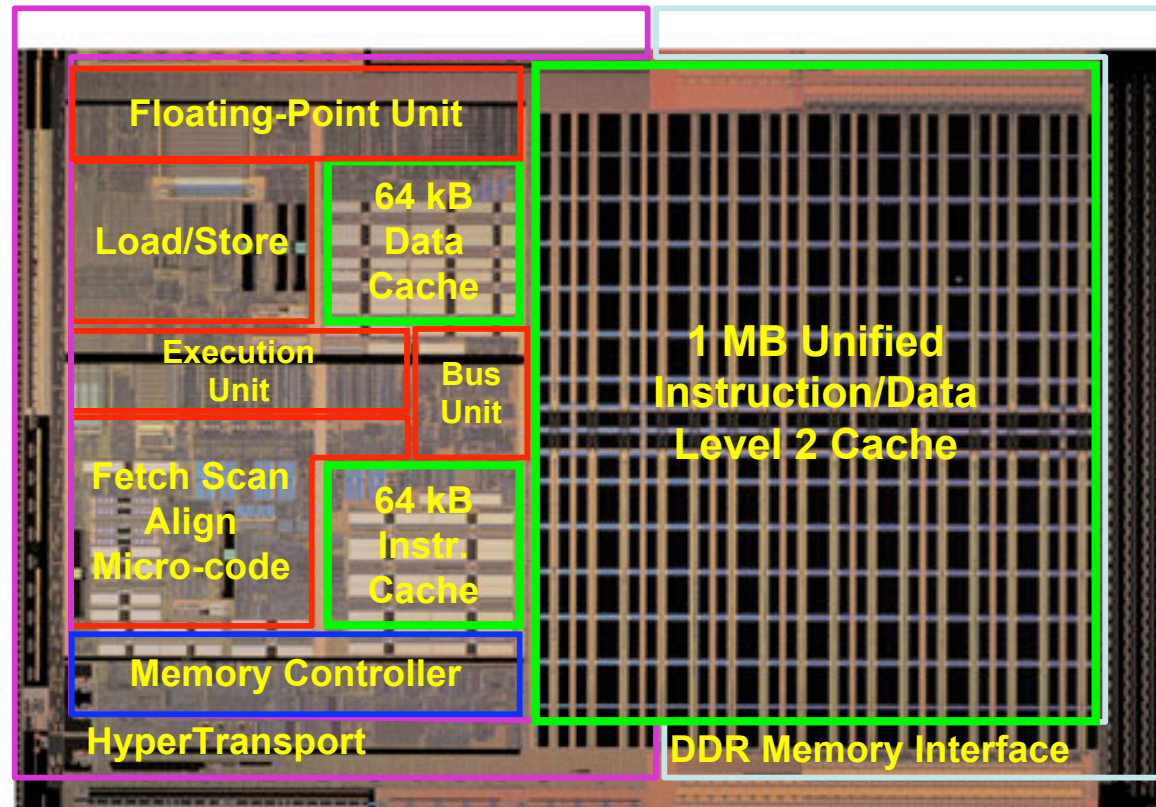 Floating-Point Unit
64 kB
Data
Cache
Load/Store
Execution
Unit
Bus
Unit
1 MB Unified
Instruction/Data
Level 2 Cache
Fetch Scan
Align
Micro-code
64 kB
Instr.
Cache
Memory Controller
HyperTransport
DDR Memory Interface